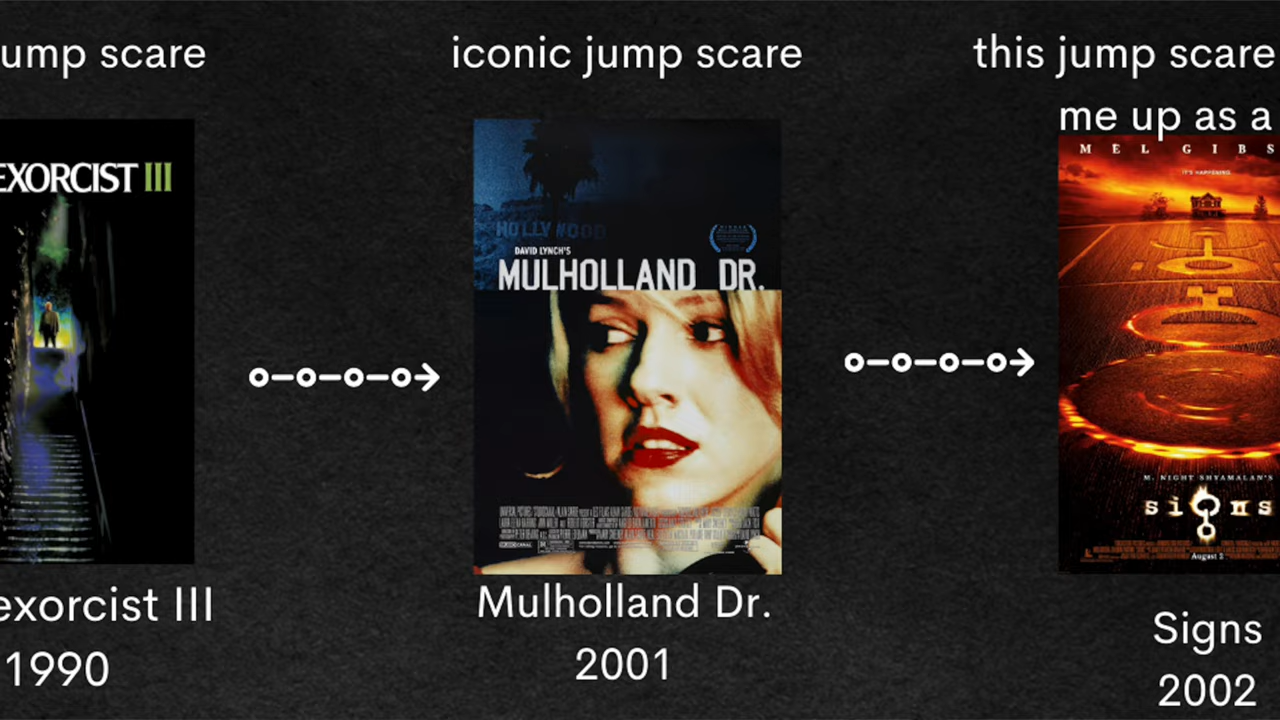 ump scare
EXORCIST III
exorcist III
1990
iconic jump scare
HOLLYWOOD
DAVID LYNCH'S
MULHOLLAND DR.
Mulholland Dr.
2001
this jump scare
me up as a
MEL GIBS
IT'S HAPPENING.
M. NIGHT SHYAMALAN'S
signs
August 2
Signs
2002